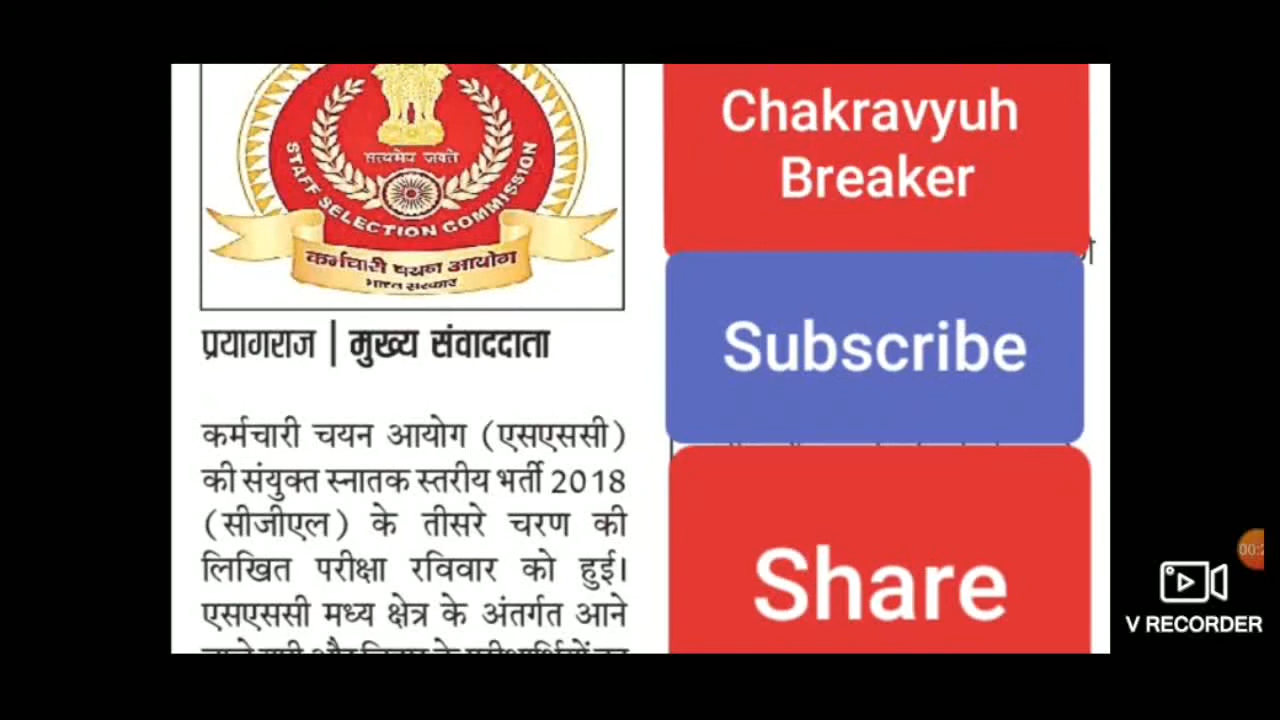 सत्यमेव जयते
STAFF SELECTION COMMISSION
कर्मचारी चयन आयोग
भारत सरकार
प्रयागराज | मुख्य संवाददाता
कर्मचारी चयन आयोग (एसएससी)
की संयुक्त स्नातक स्तरीय भर्ती 2018
(सीजीएल) के तीसरे चरण की
लिखित परीक्षा रविवार को हुई।
एसएससी मध्य क्षेत्र के अंतर्गत आने
Chakravyuh
Breaker
Subscribe
Share
V RECORDER